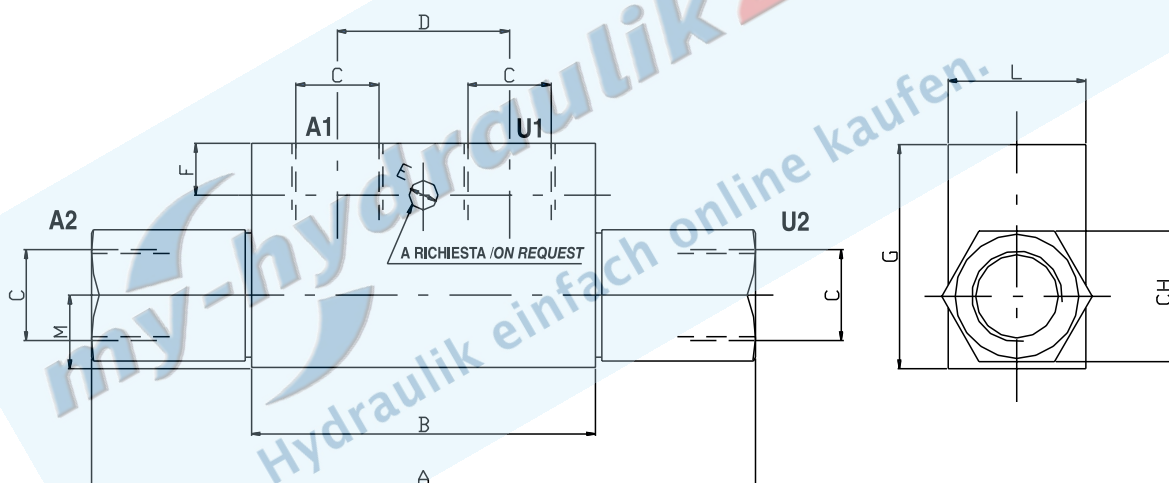 D
C
C
L
A1
U1
F
E
A2
U2
A RICHIESTA /ON REQUEST
G
CH
C
M
C
B
A
my-hydraulik
Hydraulik einfach online kaufen.